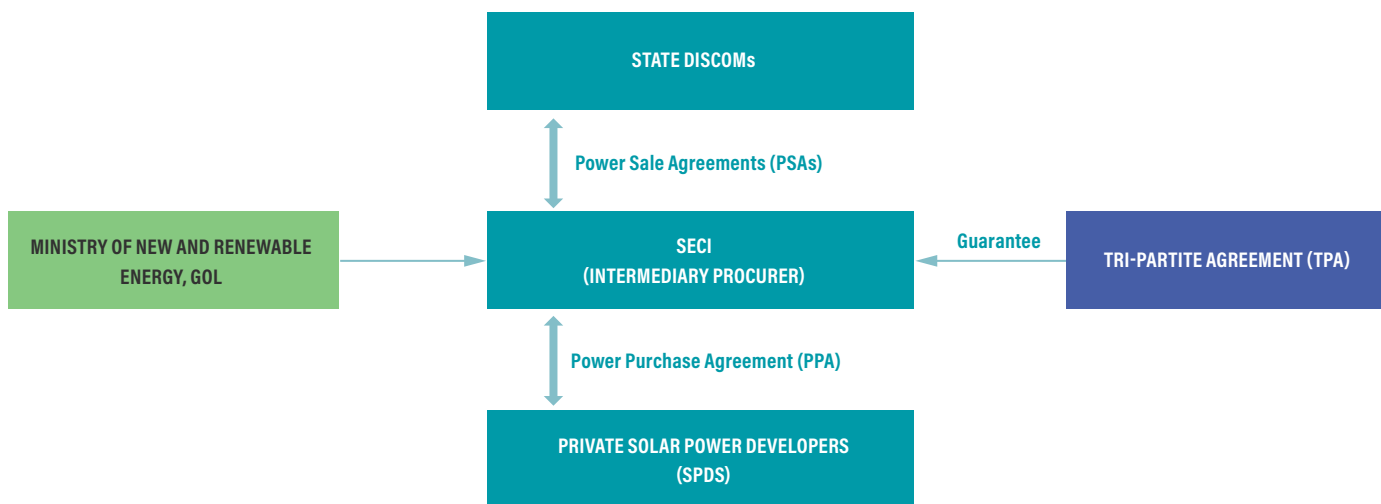 STATE DISCOMs
Power Sale Agreements (PSAs)
MINISTRY OF NEW AND RENEWABLE
ENERGY, GOL
SECI
(INTERMEDIARY PROCURER)
Guarantee
TRI-PARTITE AGREEMENT (TPA)
Power Purchase Agreement (PPA)
PRIVATE SOLAR POWER DEVELOPERS
(SPDS)